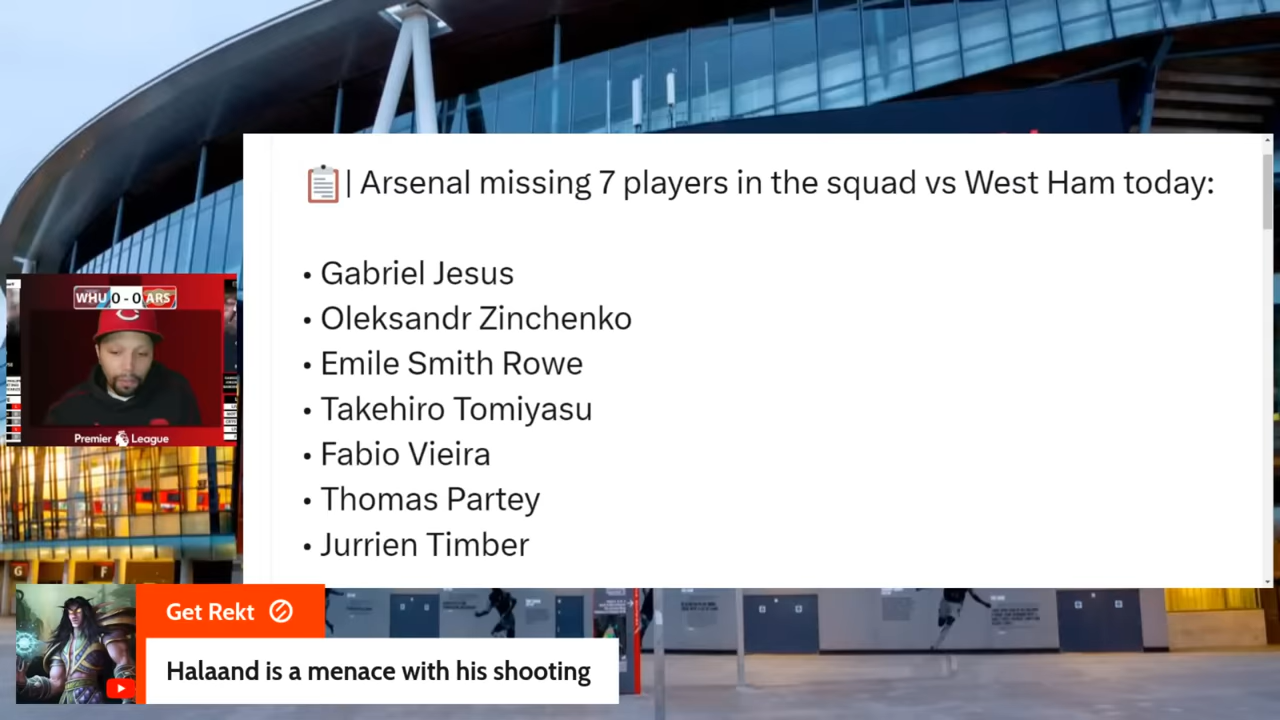 📋| Arsenal missing 7 players in the squad vs West Ham today:
• Gabriel Jesus
• Oleksandr Zinchenko
• Emile Smith Rowe
• Takehiro Tomiyasu
• Fabio Vieira
• Thomas Partey
• Jurrien Timber
WHU 0 - 0 ARS
Premier League
G F
Get Rekt
Halaand is a menace with his shooting